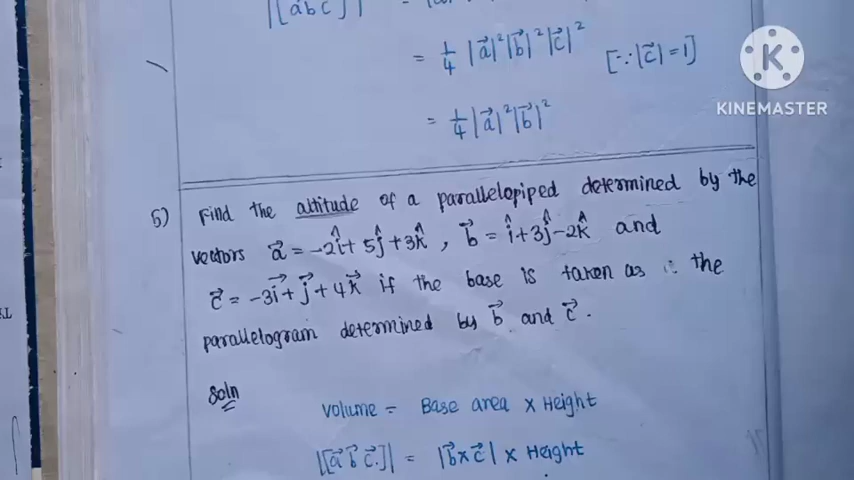 |[a⃗ b⃗ c⃗]|
= ¼ |a⃗|²|b⃗|²|c⃗|² [∵|c⃗| = 1]
= ¼ |a⃗|²|b⃗|²
KINEMASTER
5) Find the altitude of a parallelopiped determined by the
vectors a⃗ = -2î + 5ĵ + 3k̂ , b⃗ = î + 3ĵ - 2k̂ and
c⃗ = -3i⃗ + j⃗ + 4k⃗ if the base is taken as the
parallelogram determined by b⃗ and c⃗.
Soln
volume = Base area x Height
|[a⃗ b⃗ c⃗]| = |b⃗ x c⃗| x Height